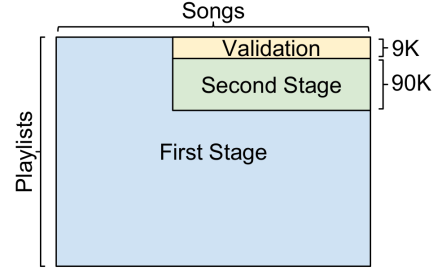 Songs
Validation
9K
Second Stage
90K
First Stage
Playlists